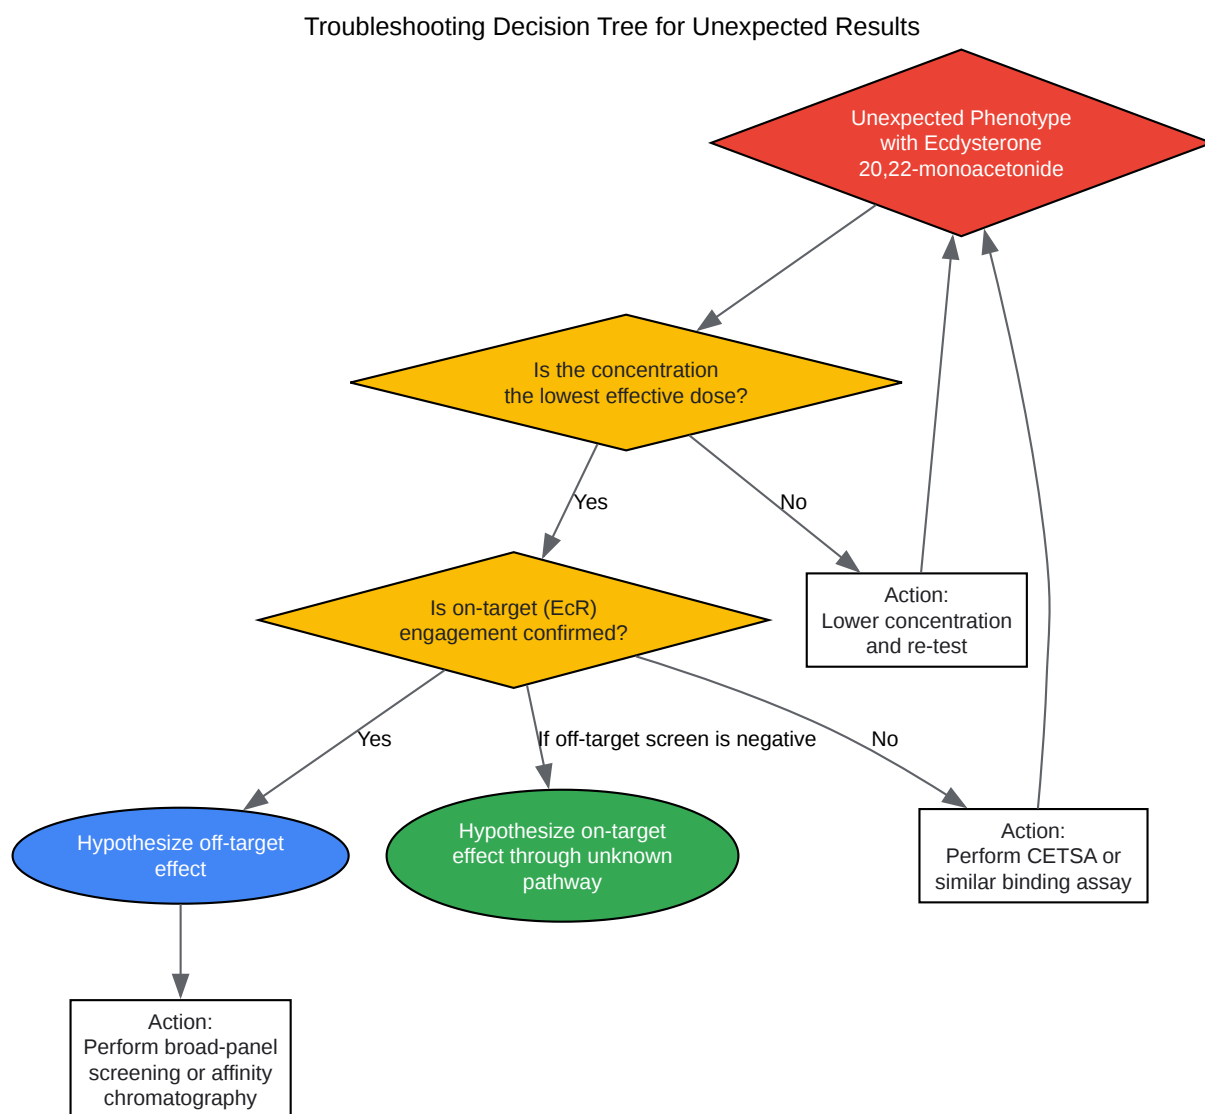 Troubleshooting Decision Tree for Unexpected Results
Unexpected Phenotype
with Ecdysterone
20,22-monoacetonide
Is the concentration
the lowest effective dose?
Yes
No
Is on-target (EcR)
engagement confirmed?
Action:
Lower concentration
and re-test
Yes
If off-target screen is negative
No
Hypothesize off-target
effect
Hypothesize on-target
effect through unknown
pathway
Action:
Perform CETSA or
similar binding assay
Action:
Perform broad-panel
screening or affinity
chromatography